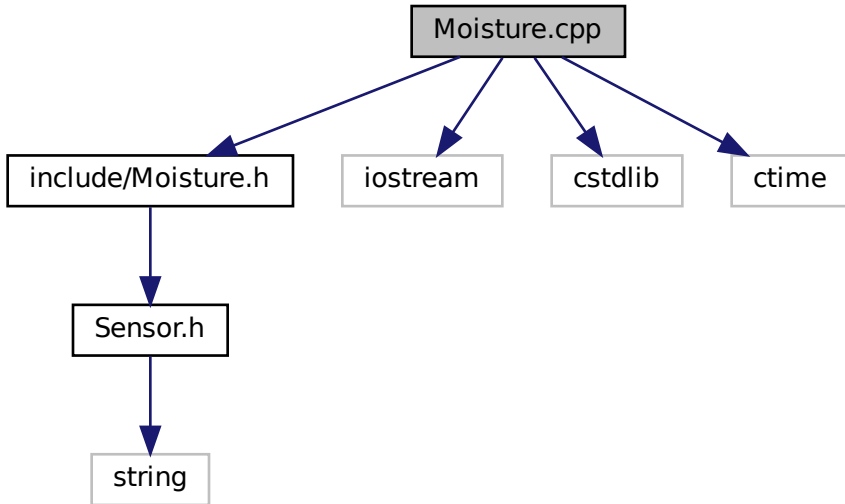 Moisture.cpp
include/Moisture.h
iostream
cstdlib
ctime
Sensor.h
string